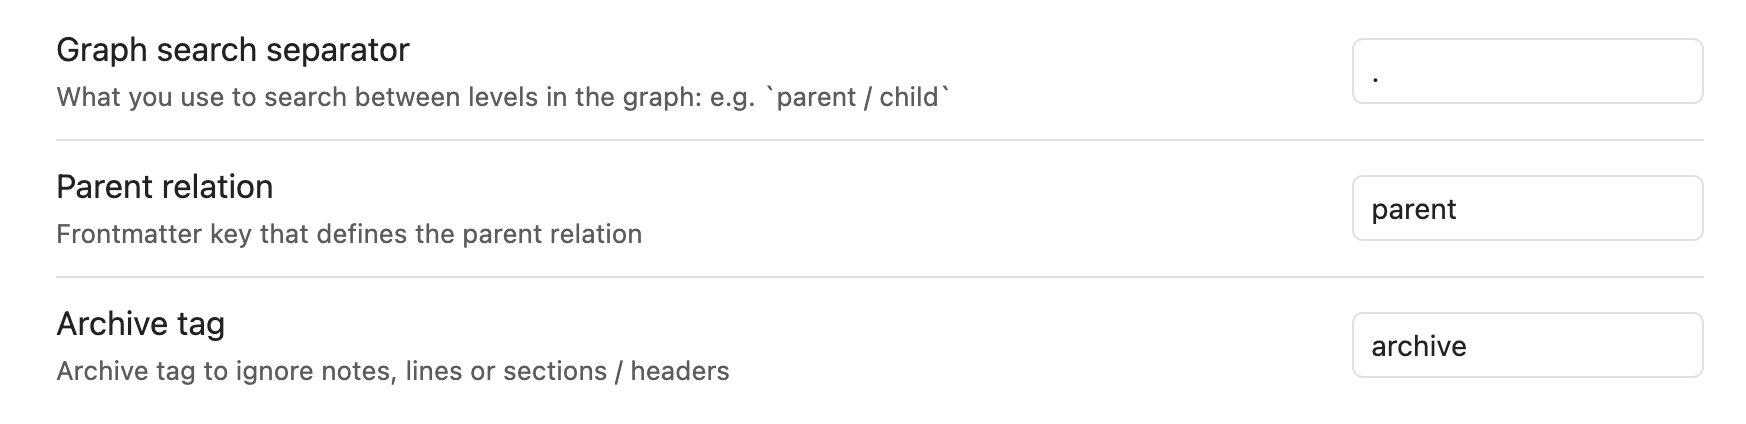 Graph search separator
What you use to search between levels in the graph: e.g. `parent / child`
.
Parent relation
Frontmatter key that defines the parent relation
parent
Archive tag
Archive tag to ignore notes, lines or sections / headers
archive